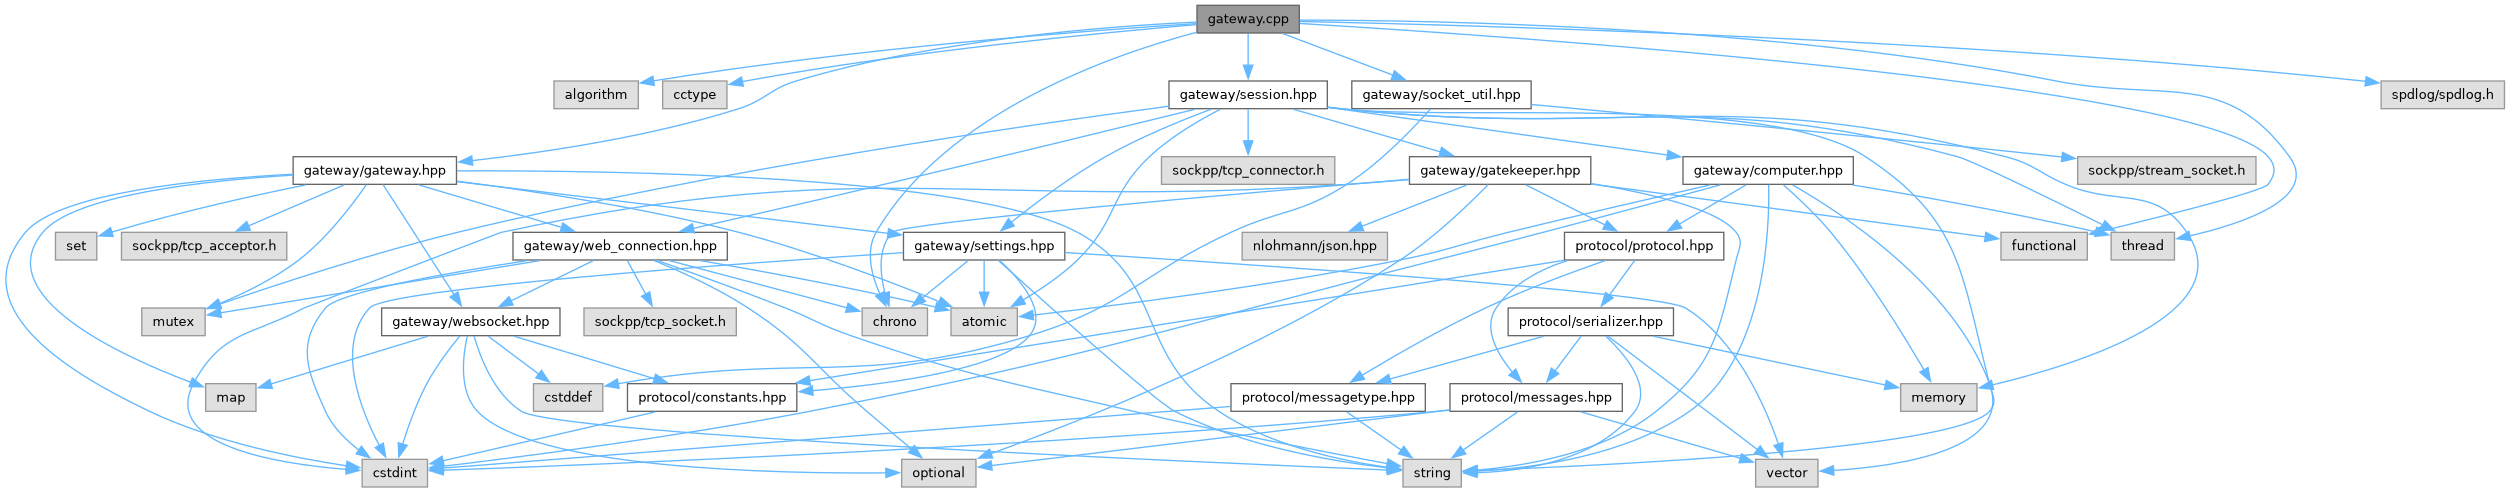 gateway.cpp
algorithm
cctype
gateway/session.hpp
gateway/socket_util.hpp
spdlog/spdlog.h
gateway/gateway.hpp
sockpp/tcp_connector.h
gateway/gatekeeper.hpp
gateway/computer.hpp
sockpp/stream_socket.h
set
sockpp/tcp_acceptor.h
gateway/web_connection.hpp
gateway/settings.hpp
nlohmann/json.hpp
protocol/protocol.hpp
functional
thread
mutex
gateway/websocket.hpp
sockpp/tcp_socket.h
chrono
atomic
protocol/serializer.hpp
map
cstddef
protocol/constants.hpp
protocol/messagetype.hpp
protocol/messages.hpp
memory
cstdint
optional
string
vector